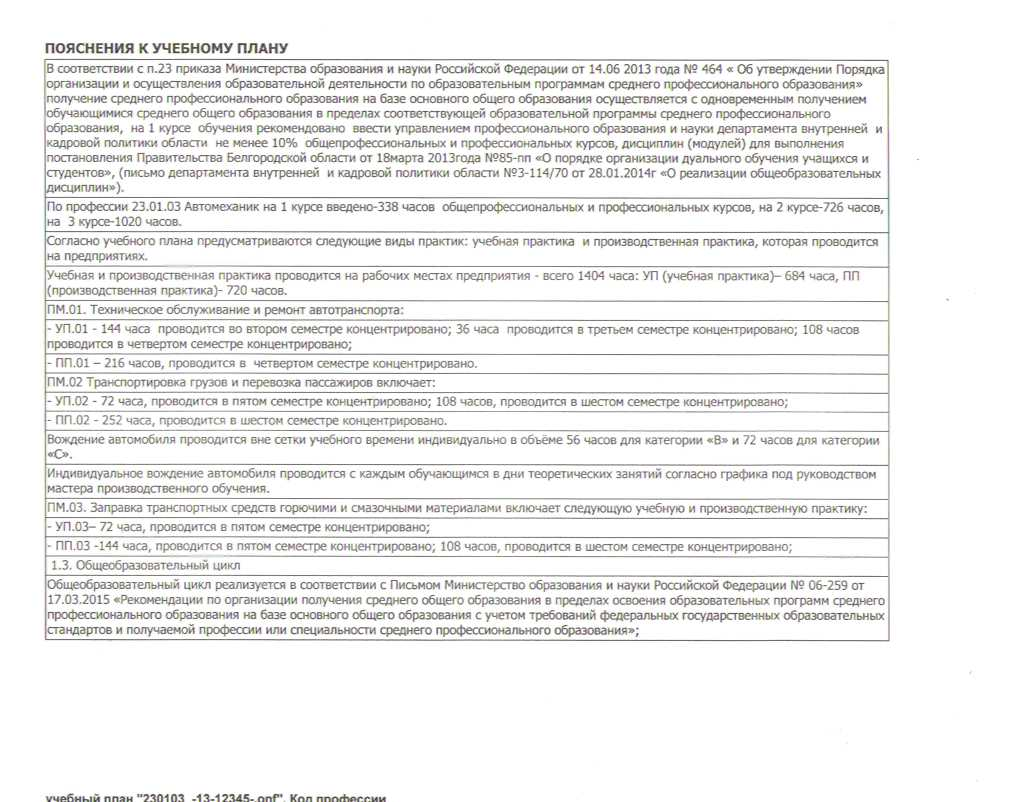 ПОЯСНЕНИЯ К УЧЕБНОМУ ПЛАНУ
В соответствии с п.23 приказа Министерства образования и науки Российской Федерации от 14.06 2013 года № 464 « Об утверждении Порядка
организации и осуществления образовательной деятельности по образовательным программам среднего профессионального образования»
получение среднего профессионального образования на базе основного общего образования осуществляется с одновременным получением
обучающимися среднего общего образования в пределах соответствующей образовательной программы среднего профессионального
образования, на 1 курсе обучения рекомендовано ввести управлением профессионального образования и науки департамента внутренней и
кадровой политики области не менее 10% общепрофессиональных и профессиональных курсов, дисциплин (модулей) для выполнения
постановления Правительства Белгородской области от 18марта 2013года №85-пп «О порядке организации дуального обучения учащихся и
студентов», (письмо департамента внутренней и кадровой политики области №3-114/70 от 28.01.2014г «О реализации общеобразовательных
дисциплин»).
По профессии 23.01.03 Автомеханик на 1 курсе введено-338 часов общепрофессиональных и профессиональных курсов, на 2 курсе-726 часов,
на 3 курсе-1020 часов.
Согласно учебного плана предусматриваются следующие виды практик: учебная практика и производственная практика, которая проводится
на предприятиях.
Учебная и производственная практика проводится на рабочих местах предприятия - всего 1404 часа: УП (учебная практика)– 684 часа, ПП
(производственная практика)- 720 часов.
ПМ.01. Техническое обслуживание и ремонт автотранспорта:
- УП.01 - 144 часа проводится во втором семестре концентрировано; 36 часа проводится в третьем семестре концентрировано; 108 часов
проводится в четвертом семестре концентрировано;
- ПП.01 – 216 часов, проводится в четвертом семестре концентрировано.
ПМ.02 Транспортировка грузов и перевозка пассажиров включает:
- УП.02 - 72 часа, проводится в пятом семестре концентрировано; 108 часов, проводится в шестом семестре концентрировано;
- ПП.02 - 252 часа, проводится в шестом семестре концентрировано.
Вождение автомобиля проводится вне сетки учебного времени индивидуально в объёме 56 часов для категории «В» и 72 часов для категории
«С».
Индивидуальное вождение автомобиля проводится с каждым обучающимся в дни теоретических занятий согласно графика под руководством
мастера производственного обучения.
ПМ.03. Заправка транспортных средств горючими и смазочными материалами включает следующую учебную и производственную практику:
- УП.03– 72 часа, проводится в пятом семестре концентрировано;
- ПП.03 -144 часа, проводится в пятом семестре концентрировано; 108 часов, проводится в шестом семестре концентрировано;
1.3. Общеобразовательный цикл
Общеобразовательный цикл реализуется в соответствии с Письмом Министерство образования и науки Российской Федерации № 06-259 от
17.03.2015 «Рекомендации по организации получения среднего общего образования в пределах освоения образовательных программ среднего
профессионального образования на базе основного общего образования с учетом требований федеральных государственных образовательных
стандартов и получаемой профессии или специальности среднего профессионального образования»;
учебный план "230103_-13-12345-.onf", Код профессии